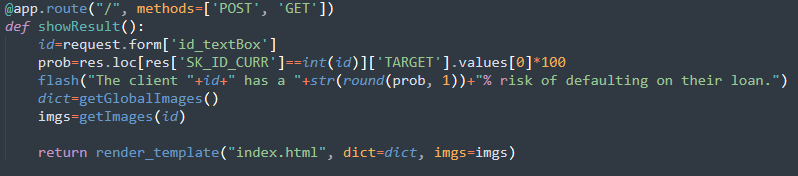 @app.route("/", methods=['POST', 'GET'])
def showResult():
    id=request.form['id_textBox']
    prob=res.loc[res['SK_ID_CURR']==int(id)]['TARGET'].values[0]*100
    flash("The client "+id+" has a "+str(round(prob, 1))+"% risk of defaulting on their loan.")
    dict=getGlobalImages()
    imgs=getImages(id)
    return render_template("index.html", dict=dict, imgs=imgs)